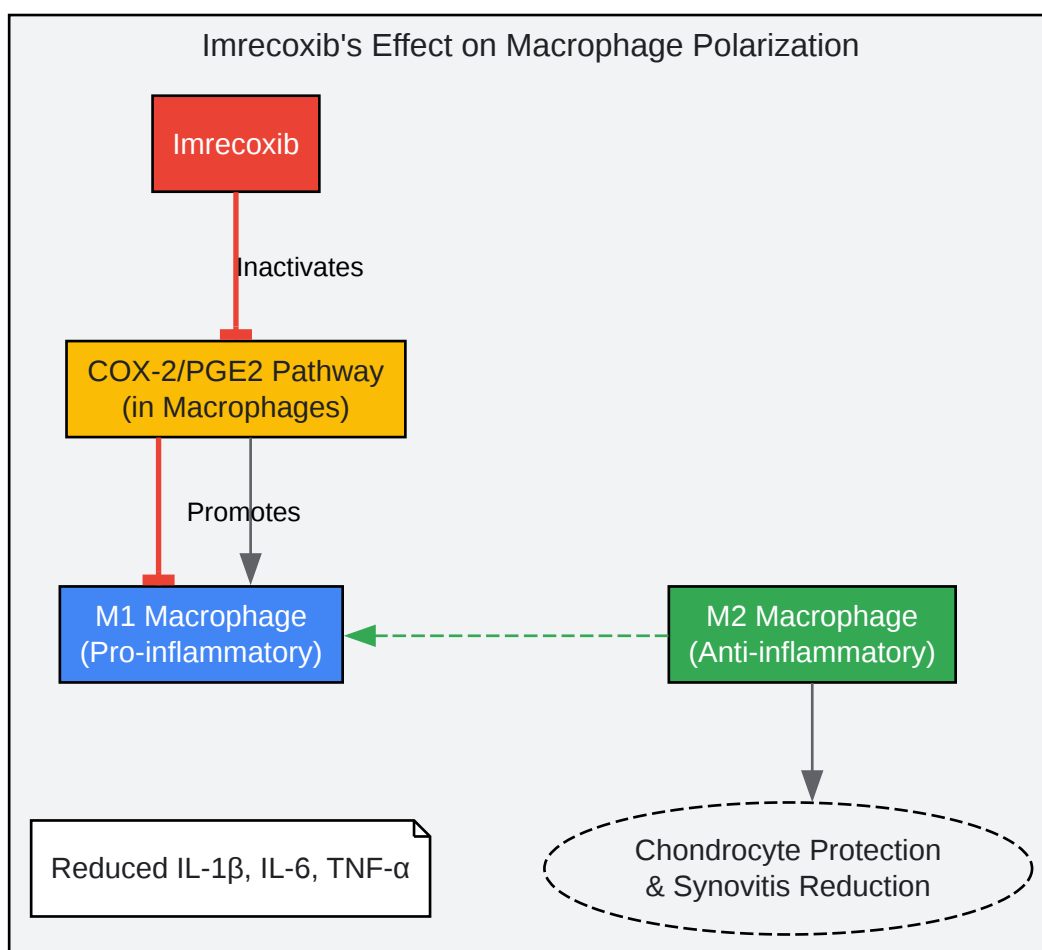 Imrecoxib's Effect on Macrophage Polarization
Imrecoxib
Inactivates
COX-2/PGE2 Pathway
(in Macrophages)
Promotes
M1 Macrophage
(Pro-inflammatory)
M2 Macrophage
(Anti-inflammatory)
Reduced IL-1β, IL-6, TNF-α
Chondrocyte Protection
& Synovitis Reduction